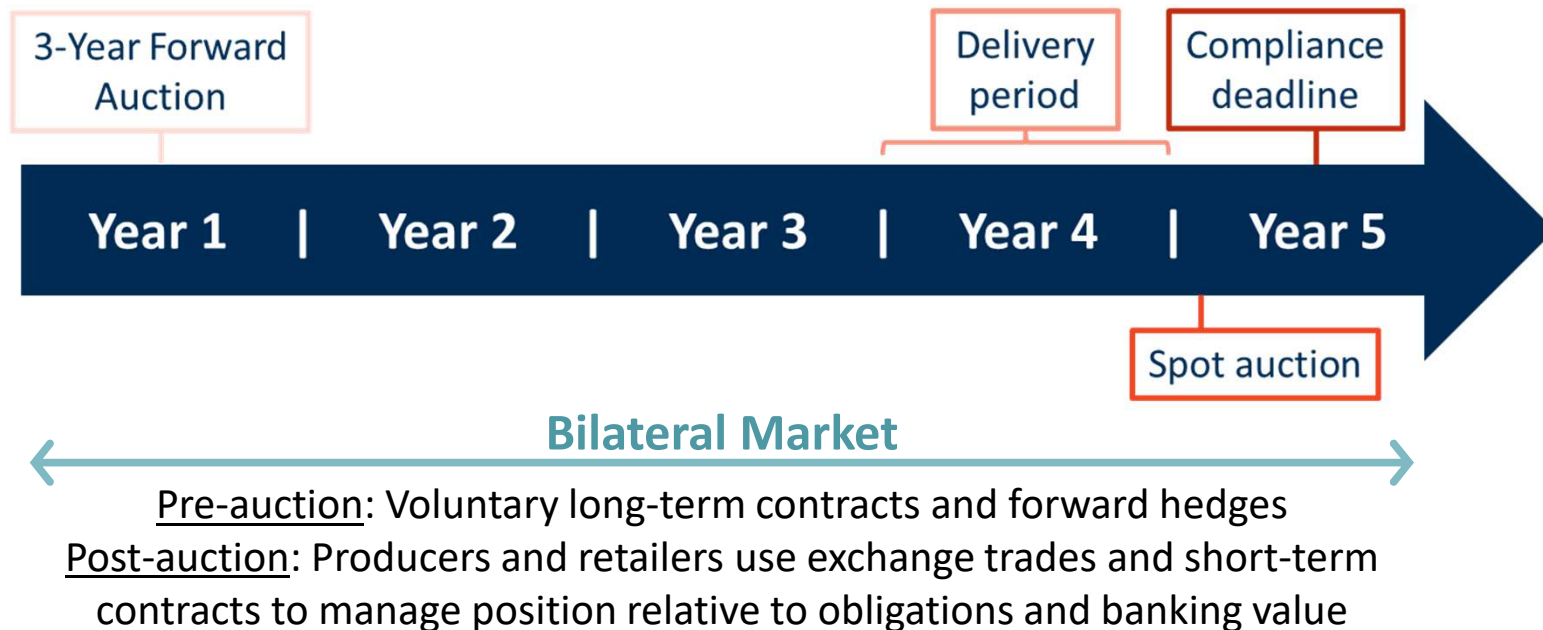 3-Year Forward
Auction
Delivery
period
Compliance
deadline
Year 1 | Year 2 | Year 3 | Year 4 | Year 5
Spot auction
Bilateral Market
Pre-auction: Voluntary long-term contracts and forward hedges
Post-auction: Producers and retailers use exchange trades and short-term
contracts to manage position relative to obligations and banking value